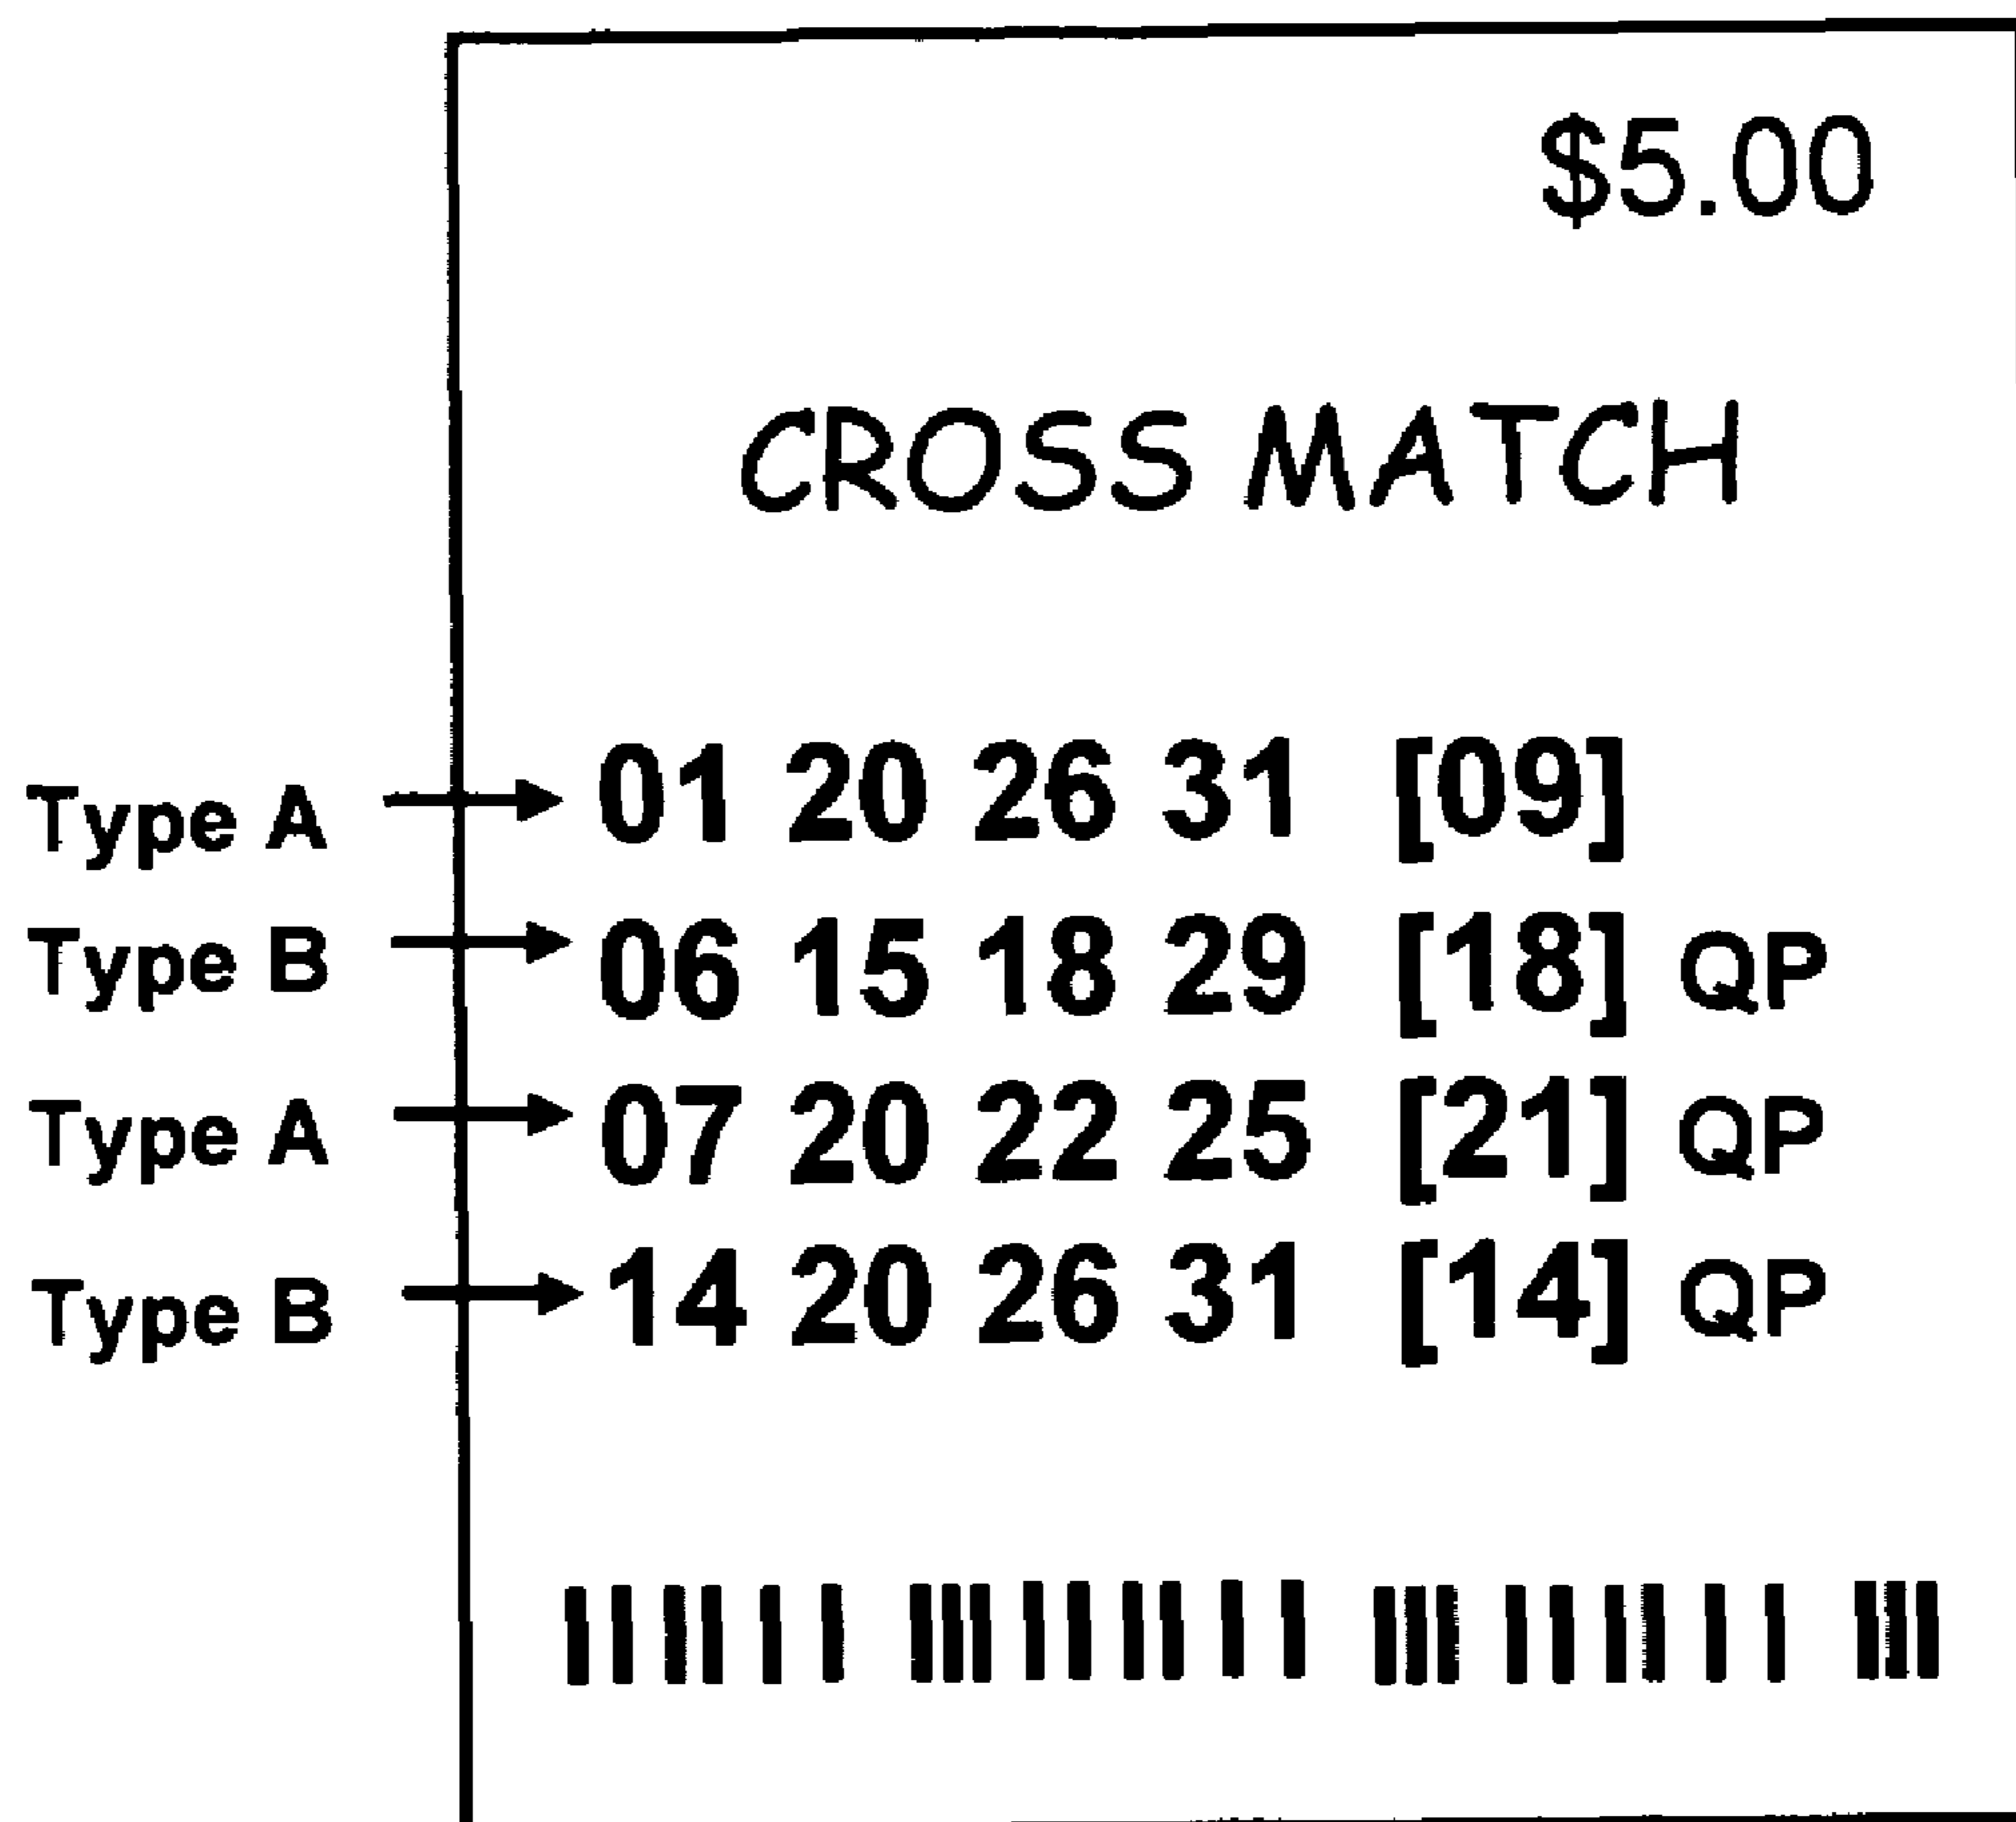 $5.00
CROSS MATCH
Type A 01 20 26 31 [09]
Type B 06 15 18 29 [18] QP
Type A 07 20 22 25 [21] QP
Type B 14 20 26 31 [14] QP